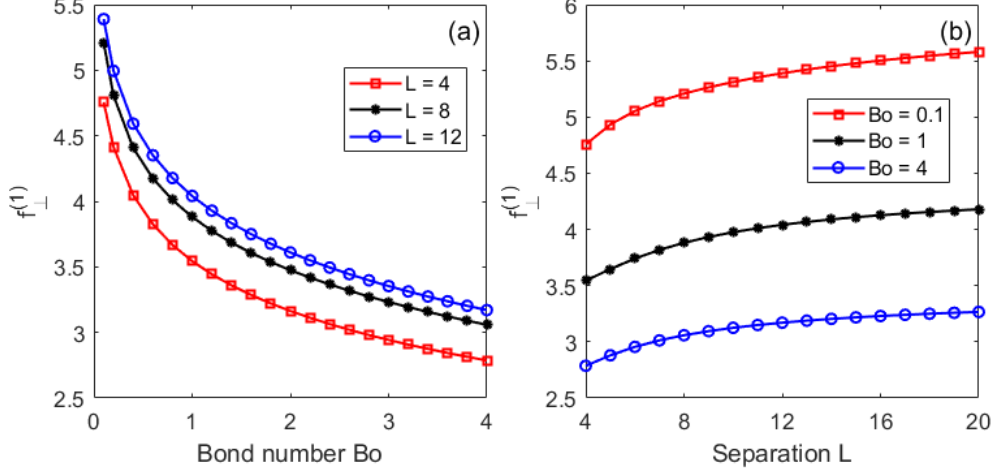 (a)
5.5
5
4.5
4
3.5
3
2.5
f⊥(1)
L = 4
L = 8
L = 12
0
1
2
3
4
Bond number Bo
(b)
6
5.5
5
4.5
4
3.5
3
2.5
f⊥(1)
Bo = 0.1
Bo = 1
Bo = 4
4
8
12
16
20
Separation L